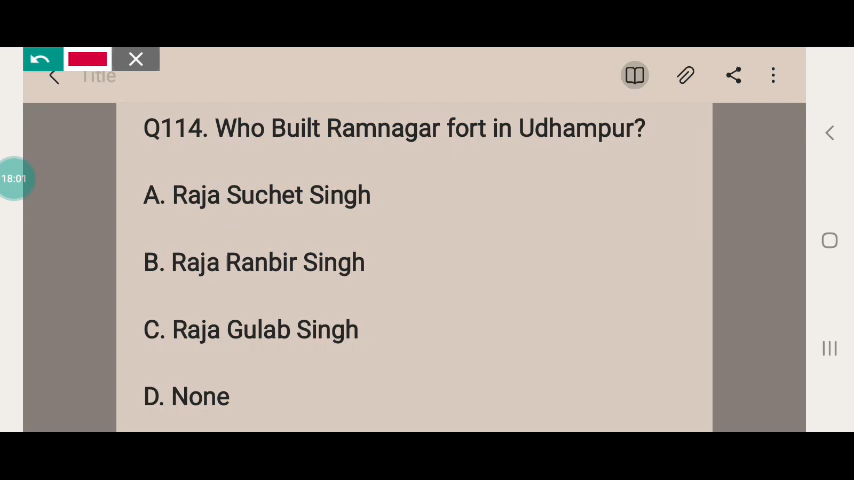 Title
Q114. Who Built Ramnagar fort in Udhampur?
18:01
A. Raja Suchet Singh
B. Raja Ranbir Singh
C. Raja Gulab Singh
D. None